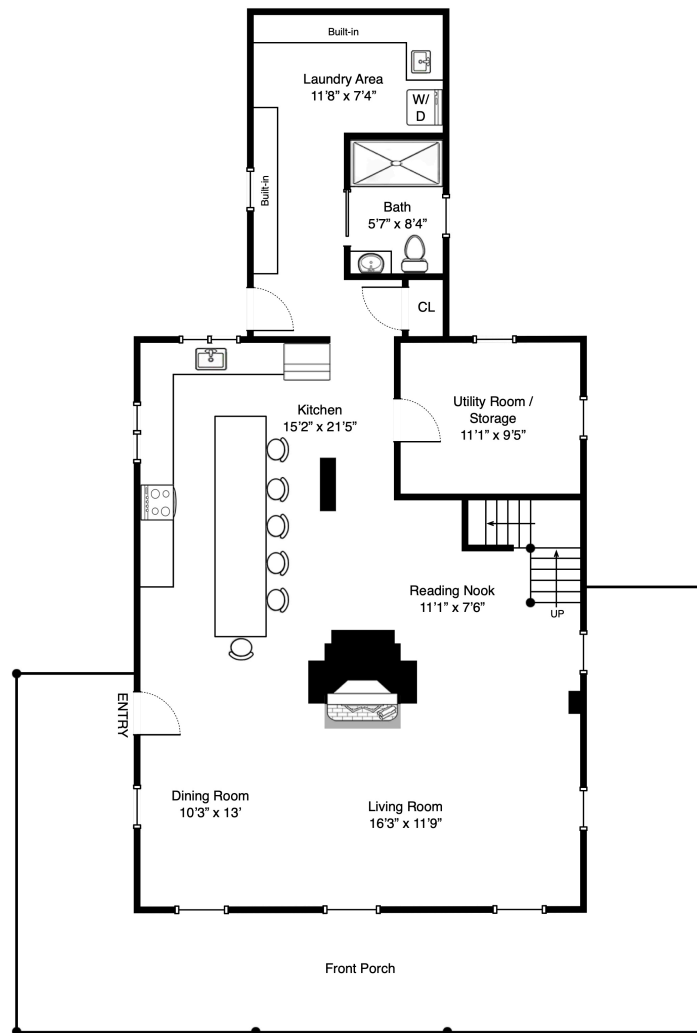 Built-in
Laundry Area
11'8" x 7'4"
W/
D
Built-in
Bath
5'7" x 8'4"
CL
Kitchen
15'2" x 21'5"
Utility Room /
Storage
11'1" x 9'5"
Reading Nook
11'1" x 7'6"
UP
ENTRY
Dining Room
10'3" x 13'
Living Room
16'3" x 11'9"
Front Porch